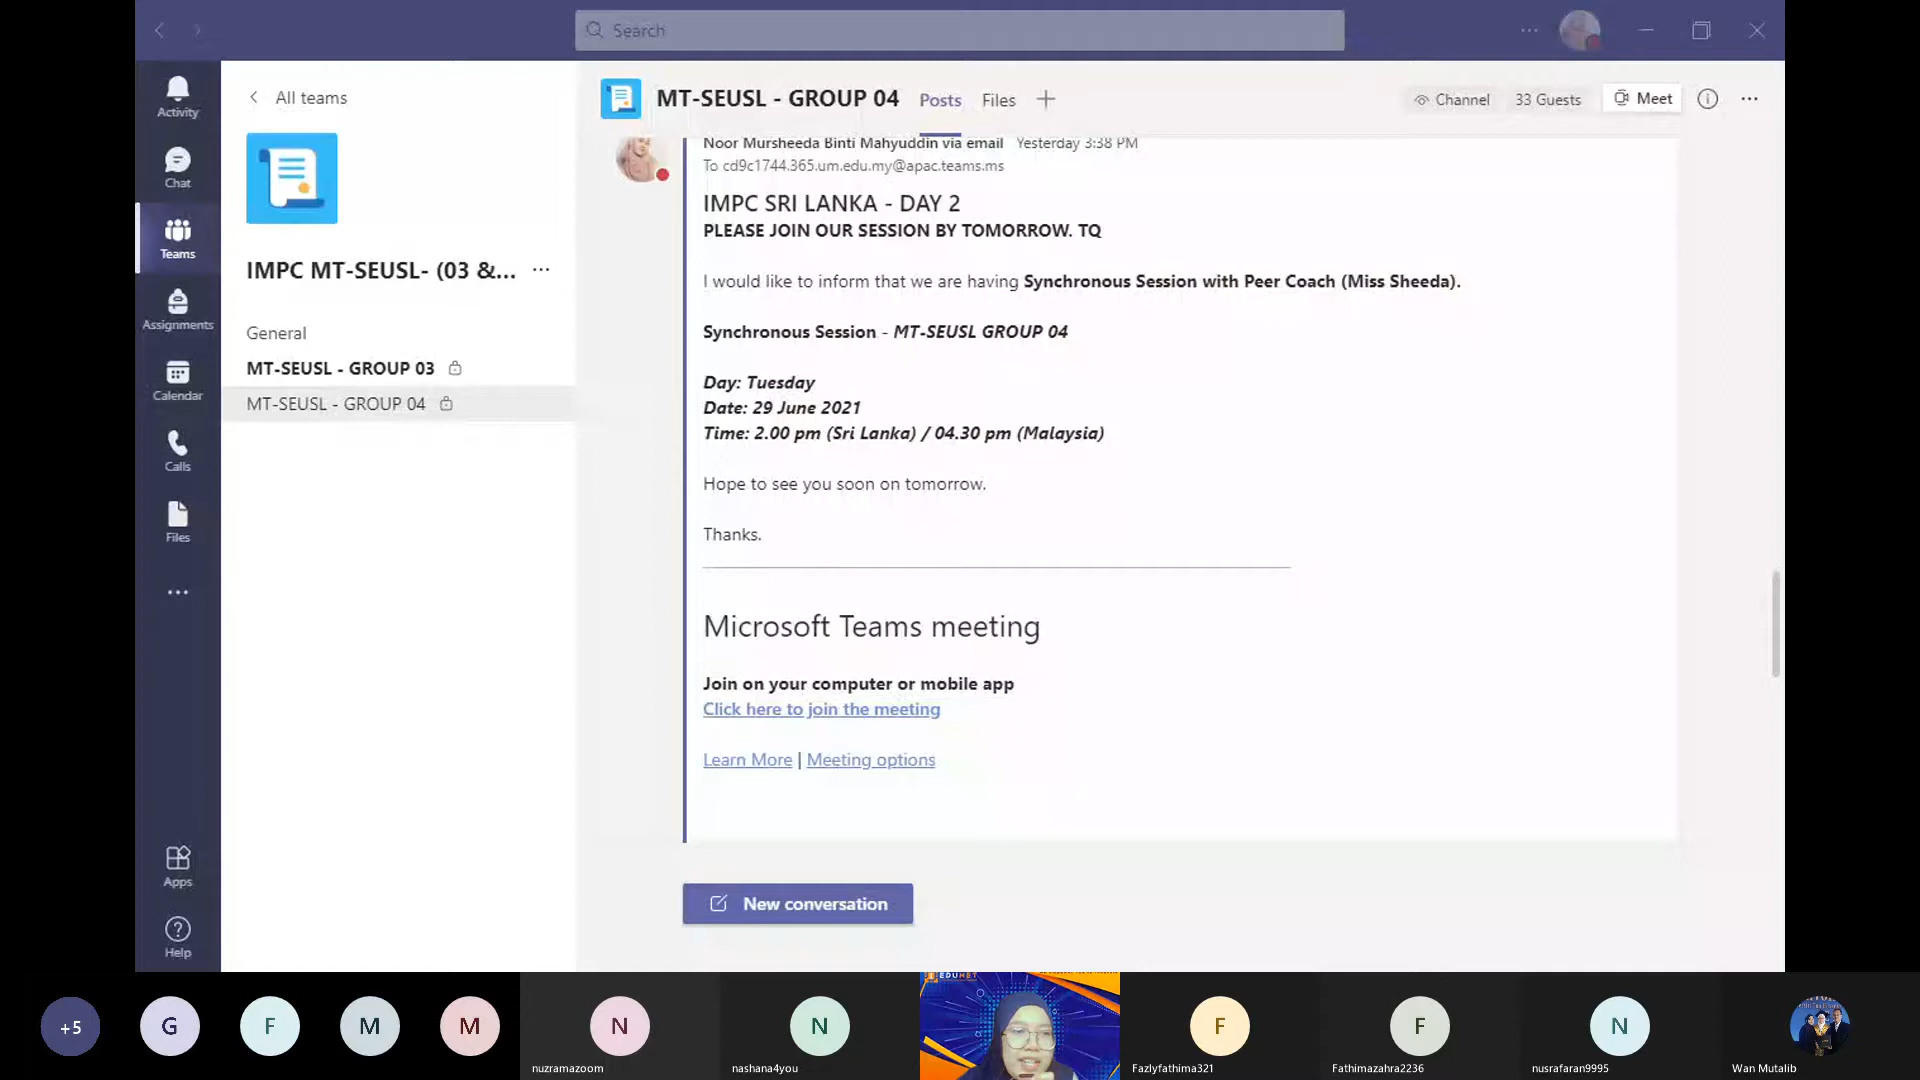 Search
Activity
Chat
Teams
Assignments
Calendar
Calls
Files
Apps
Help
All teams
IMPC MT-SEUSL- (03 &...
General
MT-SEUSL - GROUP 03
MT-SEUSL - GROUP 04
MT-SEUSL - GROUP 04 Posts Files
Channel 33 Guests Meet
Noor Mursheeda Binti Mahyuddin via email Yesterday 3:38 PM
To cd9c1744.365.um.edu.my@apac.teams.ms
IMPC SRI LANKA - DAY 2
PLEASE JOIN OUR SESSION BY TOMORROW. TQ
I would like to inform that we are having Synchronous Session with Peer Coach (Miss Sheeda).
Synchronous Session - MT-SEUSL GROUP 04
Day: Tuesday
Date: 29 June 2021
Time: 2.00 pm (Sri Lanka) / 04.30 pm (Malaysia)
Hope to see you soon on tomorrow.
Thanks.
Microsoft Teams meeting
Join on your computer or mobile app
Click here to join the meeting
Learn More | Meeting options
New conversation
+5
G
F
M
M
N
nuzramazoom
N
nashana4you
EDUNET
F
Fazlyfathima321
F
Fathimazahra2236
N
nusrafaran9995
Wan Mutalib